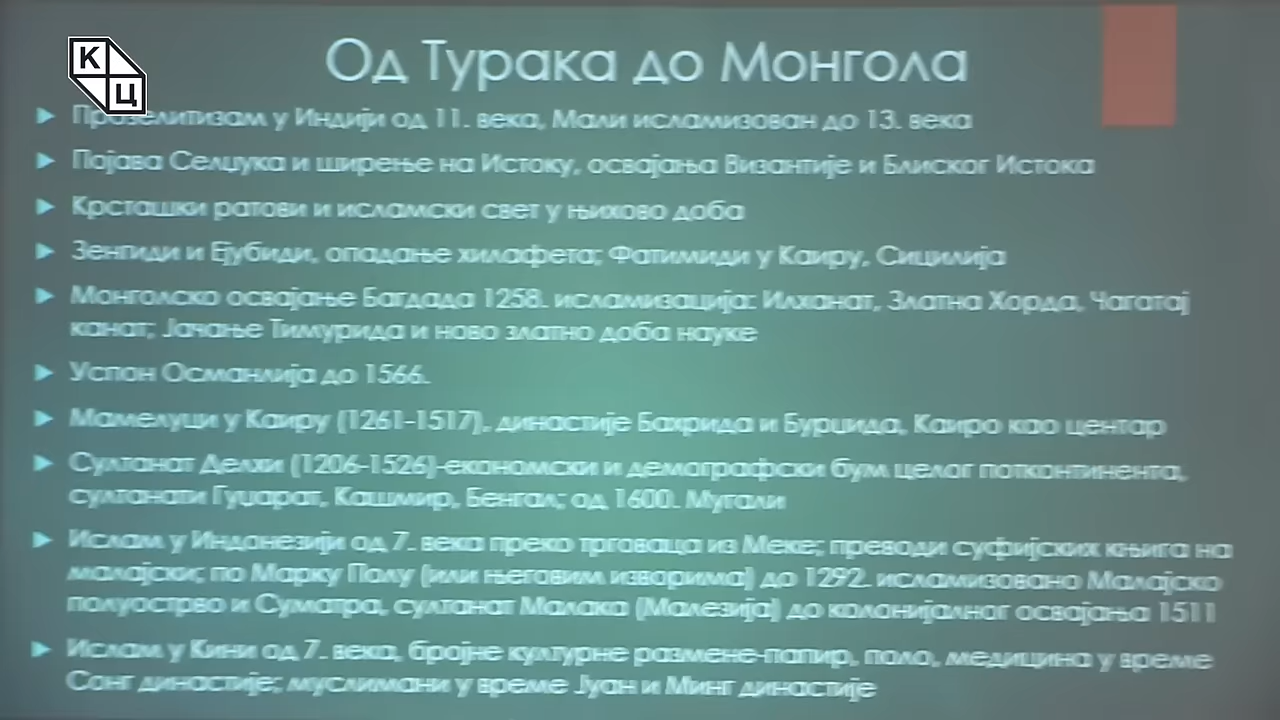 К
Ц
Од Турака до Монгола
Прозелитизам у Индији од 11. века, Мали исламизован до 13. века
Појава Селџука и ширење на Истоку, освајања Византије и Блиског Истока
Крсташки ратови и исламски свет у њихово доба
Зенгиди и Ејубиди, опадање хилафета; Фатимиди у Каиру, Сицилија
Монголско освајање Багдада 1258. исламизација: Илханат, Златна Хорда, Чагатај
канат; Јачање Тимурида и ново златно доба науке
Успон Османлија до 1566.
Мамелуци у Каиру (1261-1517), династије Бахрида и Бурџида, Каиро као центар
Султанат Делхи (1206-1526)-економски и демографски бум целог потконтинента,
султанати Гуџарат, Кашмир, Бенгал; од 1600. Мугали
Ислам у Индонезији од 7. века преко трговаца из Меке; преводи суфијских књига на
малајски; по Марку Полу (или његовим изворима) до 1292. исламизовано Малајско
полуострво и Суматра, султанат Малака (Малезија) до колонијалног освајања 1511
Ислам у Кини од 7. века, бројне културне размене-папир, поло, медицина у време
Сонг династије; муслимани у време Јуан и Минг династије